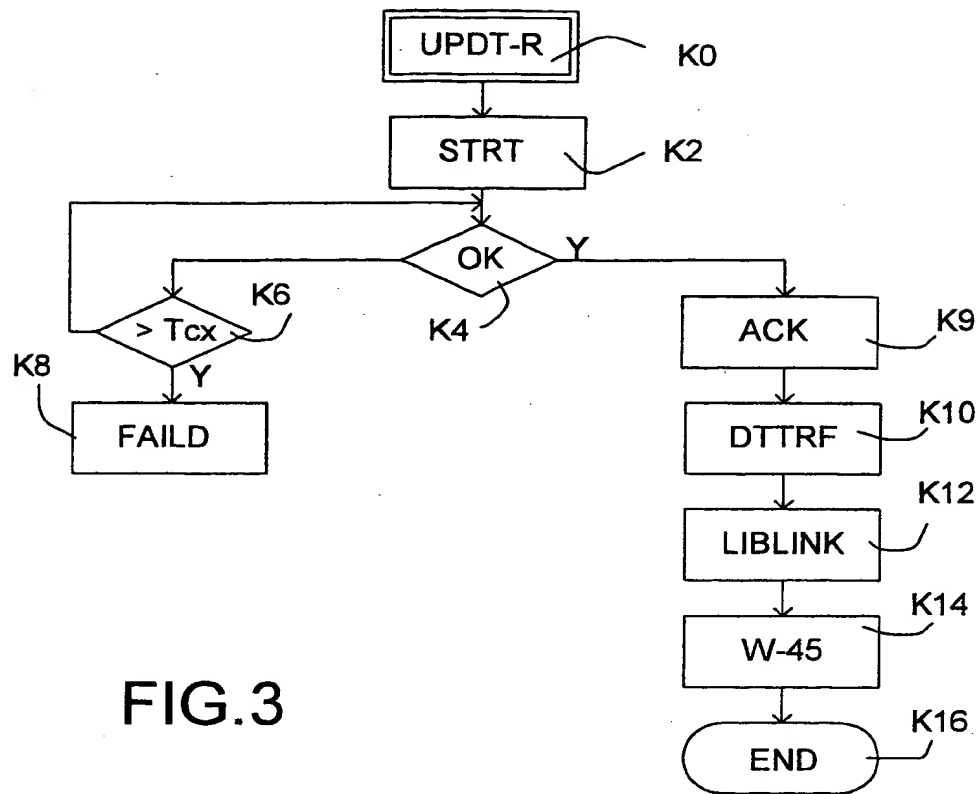 UPDT-R
K0
STRT
K2
OK
Y
K4
> Tcx
K6
Y
K8
FAILD
ACK
K9
DTTRF
K10
LIBLINK
K12
W-45
K14
END
K16
FIG.3